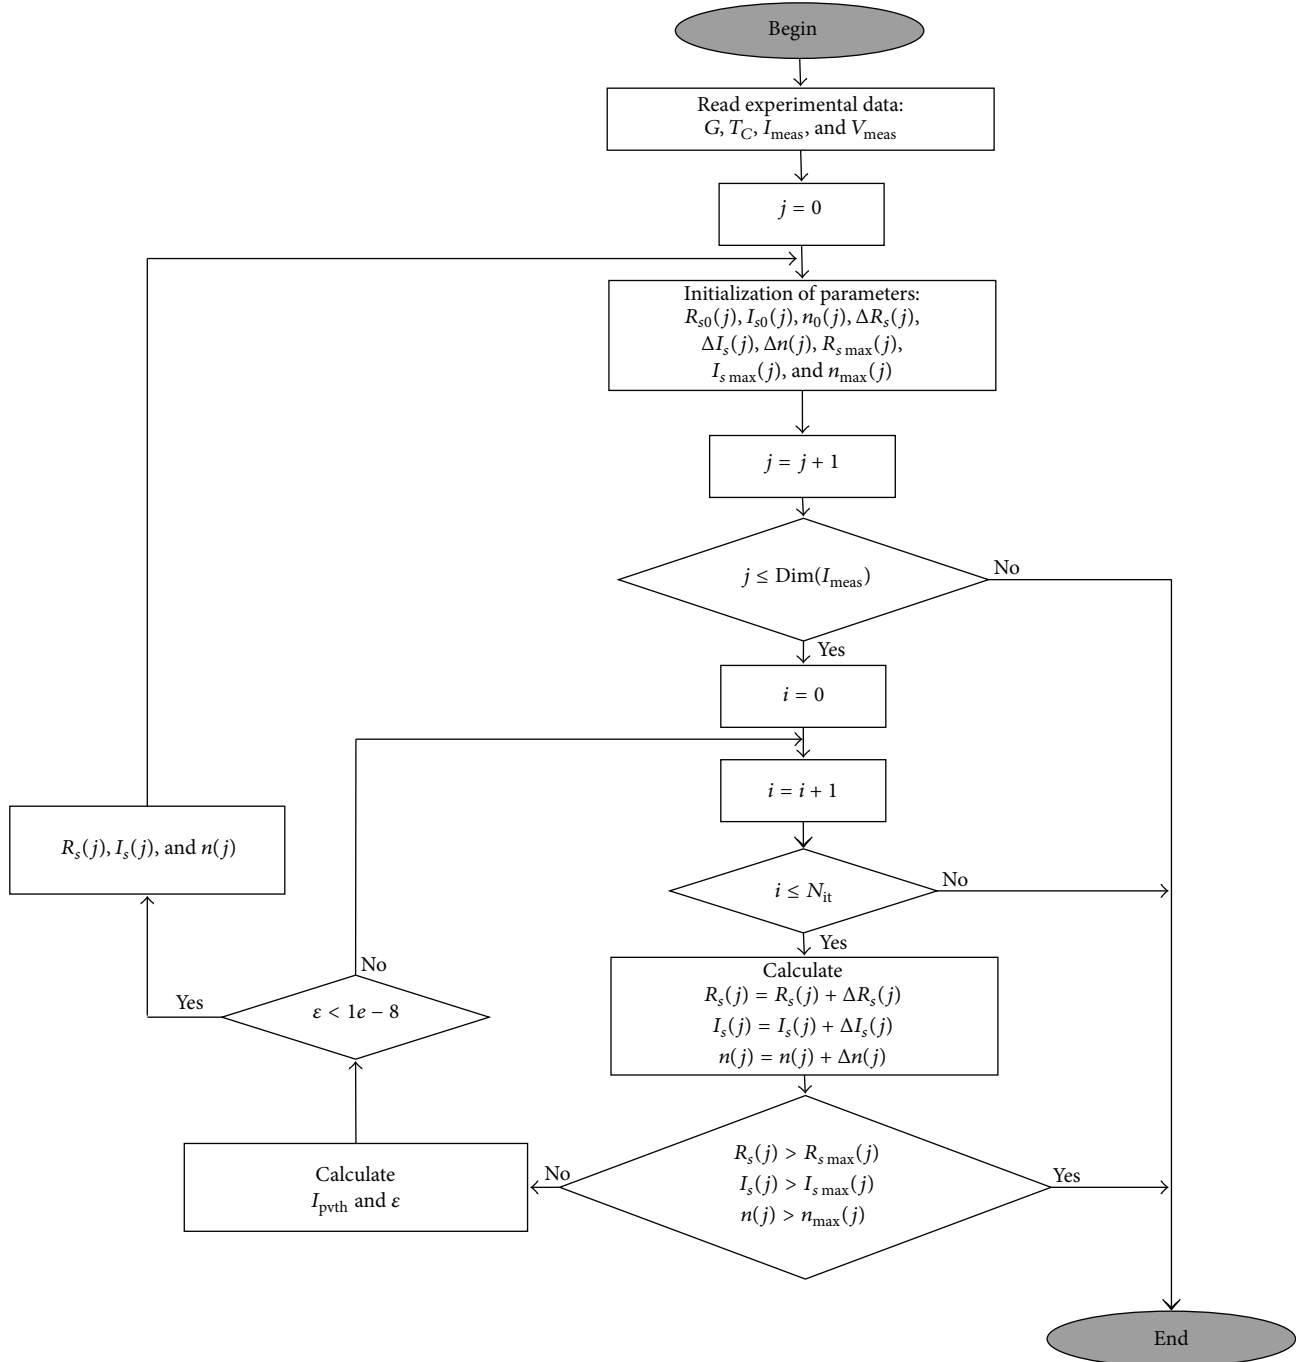 Begin
Read experimental data:
G, T_C, I_meas, and V_meas
j = 0
Initialization of parameters:
R_s0(j), I_s0(j), n_0(j), ΔR_s(j),
ΔI_s(j), Δn(j), R_s max(j),
I_s max(j), and n_max(j)
j = j + 1
j ≤ Dim(I_meas)
No
Yes
i = 0
i = i + 1
R_s(j), I_s(j), and n(j)
i ≤ N_it
No
Yes
Calculate
R_s(j) = R_s(j) + ΔR_s(j)
I_s(j) = I_s(j) + ΔI_s(j)
n(j) = n(j) + Δn(j)
No
Yes
ε < 1e − 8
R_s(j) > R_s max(j)
I_s(j) > I_s max(j)
n(j) > n_max(j)
No
Yes
Calculate
I_pvth and ε
End